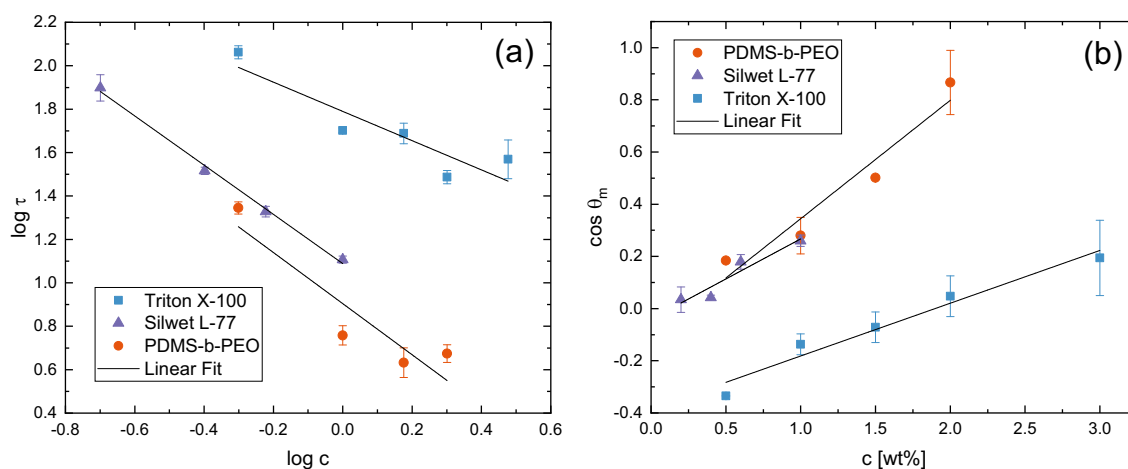 (a)
2.2
2.0
1.8
1.6
1.4
1.2
1.0
0.8
0.6
0.4
log τ
Triton X-100
Silwet L-77
PDMS-b-PEO
Linear Fit
-0.8 -0.6 -0.4 -0.2 0.0 0.2 0.4 0.6
log c
(b)
1.0
0.8
0.6
0.4
0.2
0.0
-0.2
-0.4
cos θm
PDMS-b-PEO
Silwet L-77
Triton X-100
Linear Fit
0.0 0.5 1.0 1.5 2.0 2.5 3.0
c [wt%]